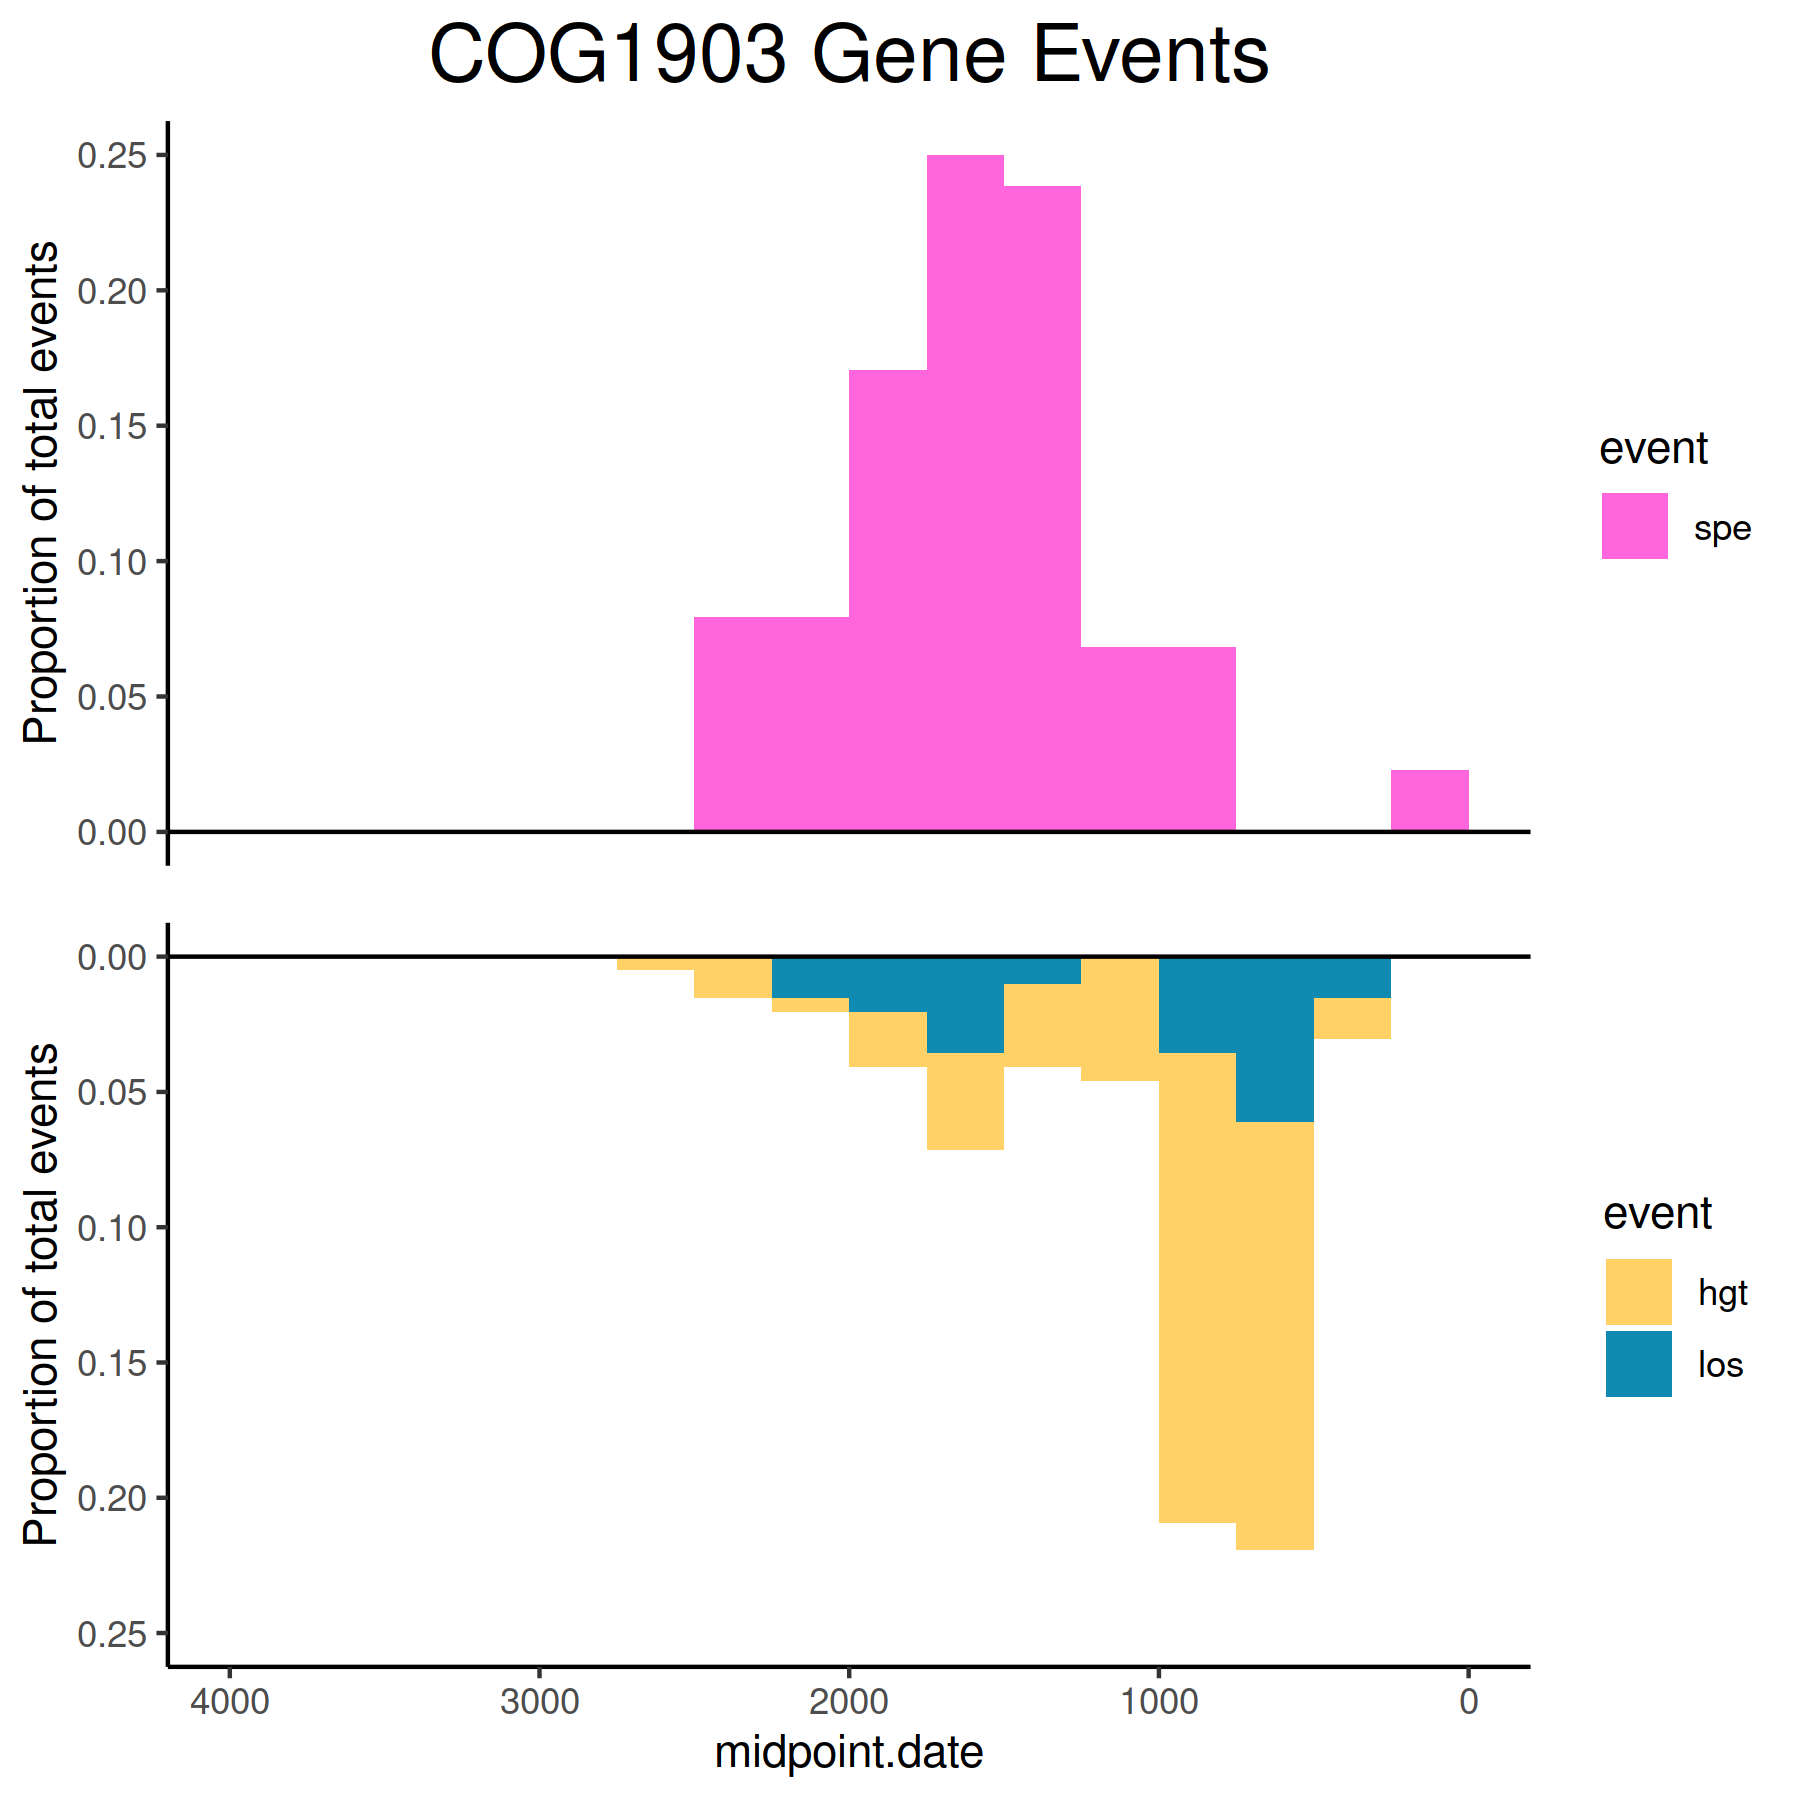 COG1903 Gene Events
0.25
0.20
0.15
0.10
0.05
0.00
Proportion of total events
event
spe
0.00
0.05
0.10
0.15
0.20
0.25
Proportion of total events
event
hgt
los
4000 3000 2000 1000 0
midpoint.date